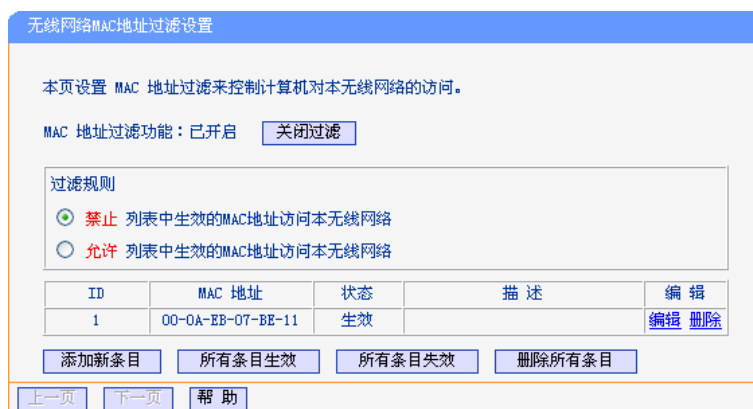 无线网络MAC地址过滤设置
本页设置 MAC 地址过滤来控制计算机对本无线网络的访问。
MAC 地址过滤功能：已开启 关闭过滤
过滤规则
禁止 列表中生效的MAC地址访问本无线网络
允许 列表中生效的MAC地址访问本无线网络
ID MAC 地址 状态 描 述 编 辑
1 00-0A-EB-07-BE-11 生效 编辑 删除
添加新条目 所有条目生效 所有条目失效 删除所有条目
上一页 下一页 帮 助